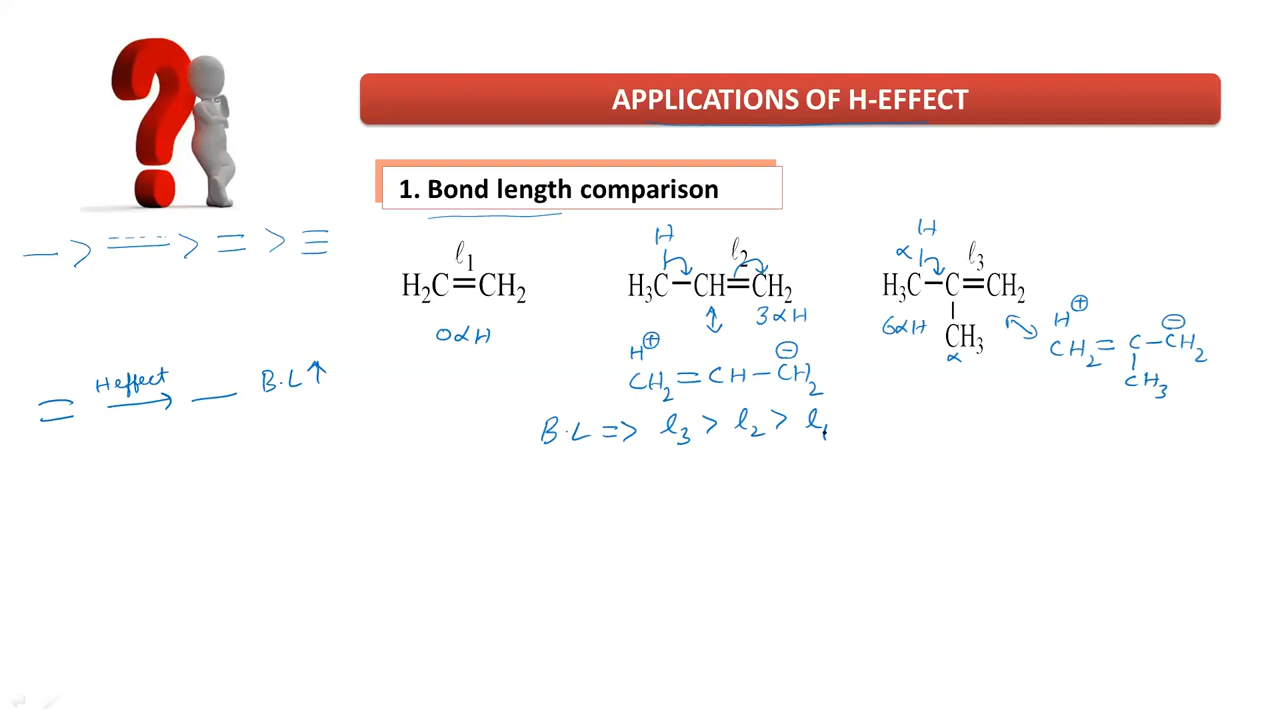 APPLICATIONS OF H-EFFECT
1. Bond length comparison
— > = > = > ≡
ℓ1
H₂C=CH₂
0αH
H
ℓ2
H₃C–CH=CH₂
3αH
↕
H⊕
CH₂=CH–CH₂
⊖
H
α
ℓ3
H₃C–C=CH₂
6αH
CH₃
α
↔
H⊕
CH₂=C–CH₂
⊖
CH₃
= H effect → — B.L↑
B.L => ℓ3 > ℓ2 > ℓ1